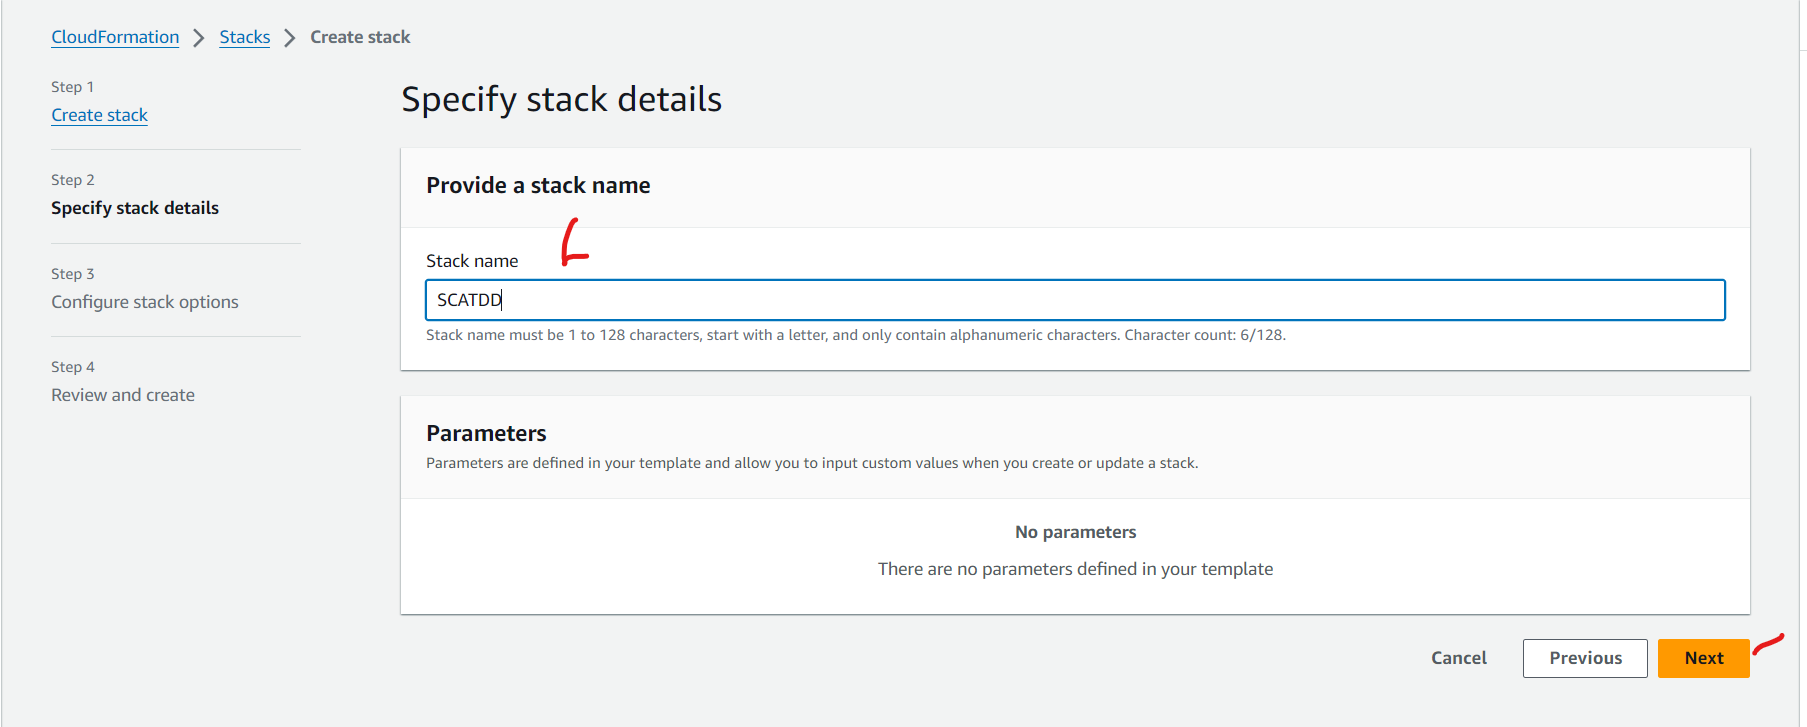 CloudFormation > Stacks > Create stack
Step 1
Create stack
Step 2
Specify stack details
Step 3
Configure stack options
Step 4
Review and create
Specify stack details
Provide a stack name
Stack name
SCATDD
Stack name must be 1 to 128 characters, start with a letter, and only contain alphanumeric characters. Character count: 6/128.
Parameters
Parameters are defined in your template and allow you to input custom values when you create or update a stack.
No parameters
There are no parameters defined in your template
Cancel
Previous
Next